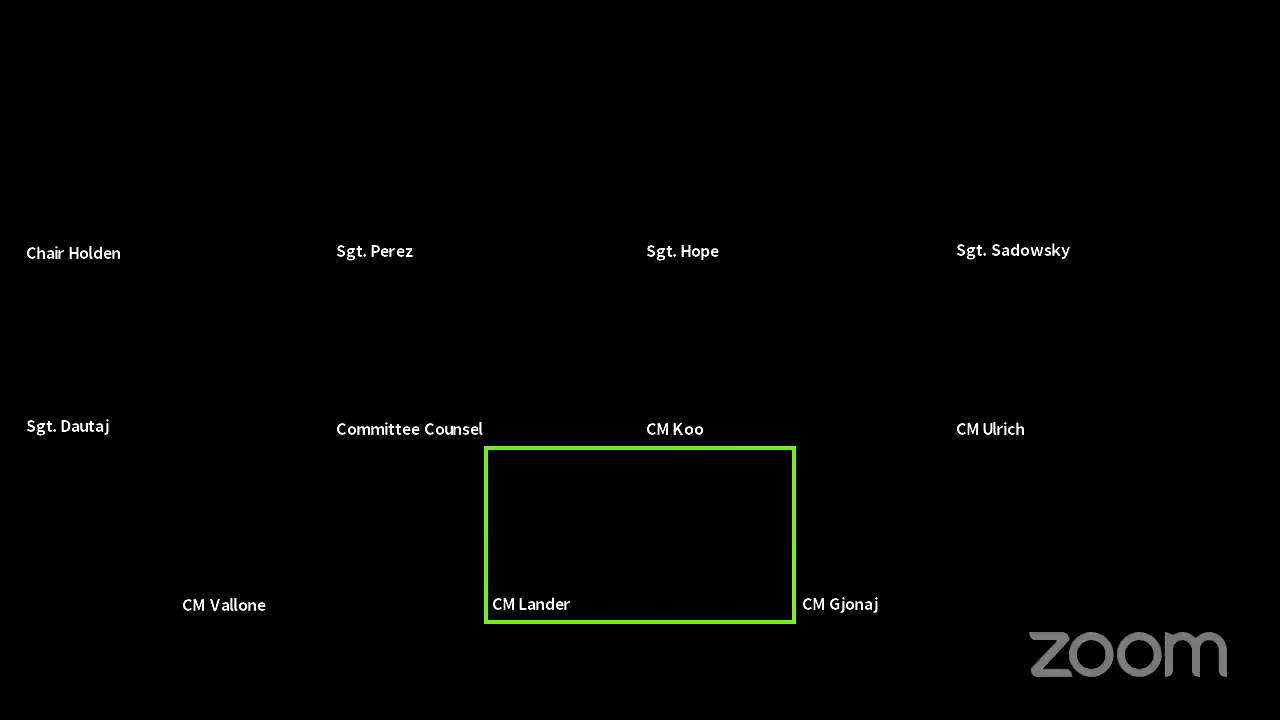 Chair Holden
Sgt. Perez
Sgt. Hope
Sgt. Sadowsky
Sgt. Dautaj
Committee Counsel
CM Koo
CM Ulrich
CM Vallone
CM Lander
CM Gjonaj
zoom